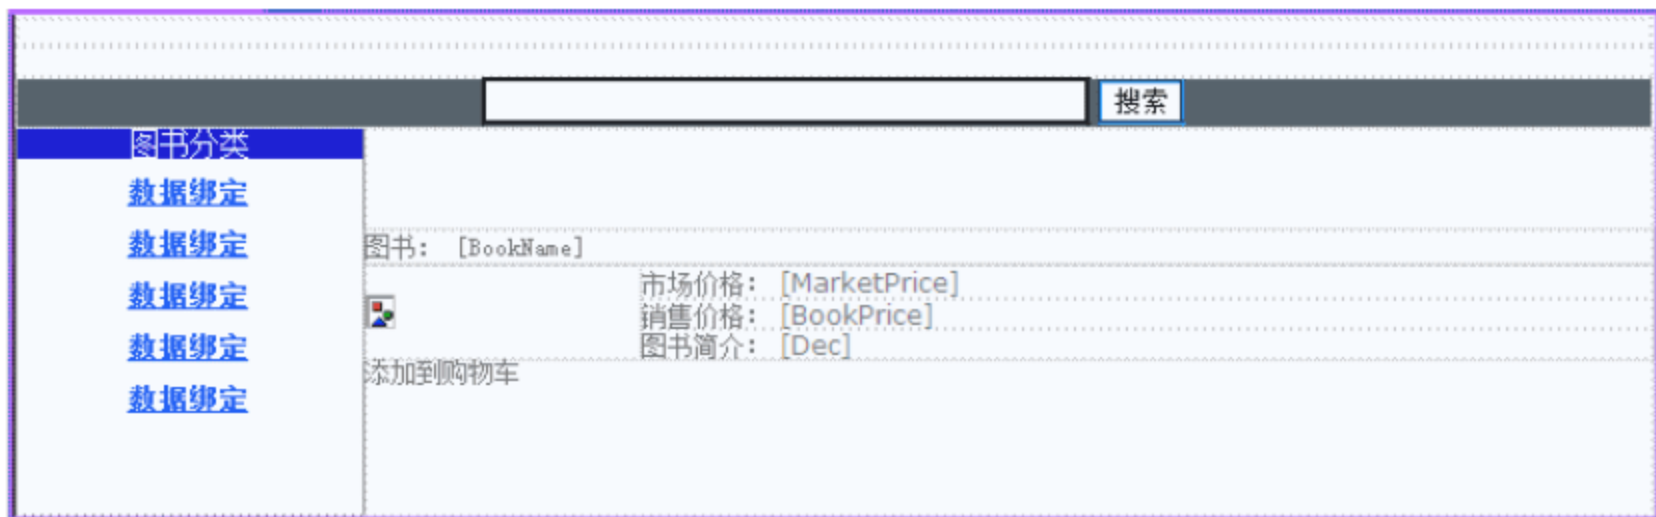 搜索
图书分类
数据绑定
数据绑定
数据绑定
数据绑定
数据绑定
图书: [BookName]
市场价格: [MarketPrice]
销售价格: [BookPrice]
图书简介: [Dec]
添加到购物车